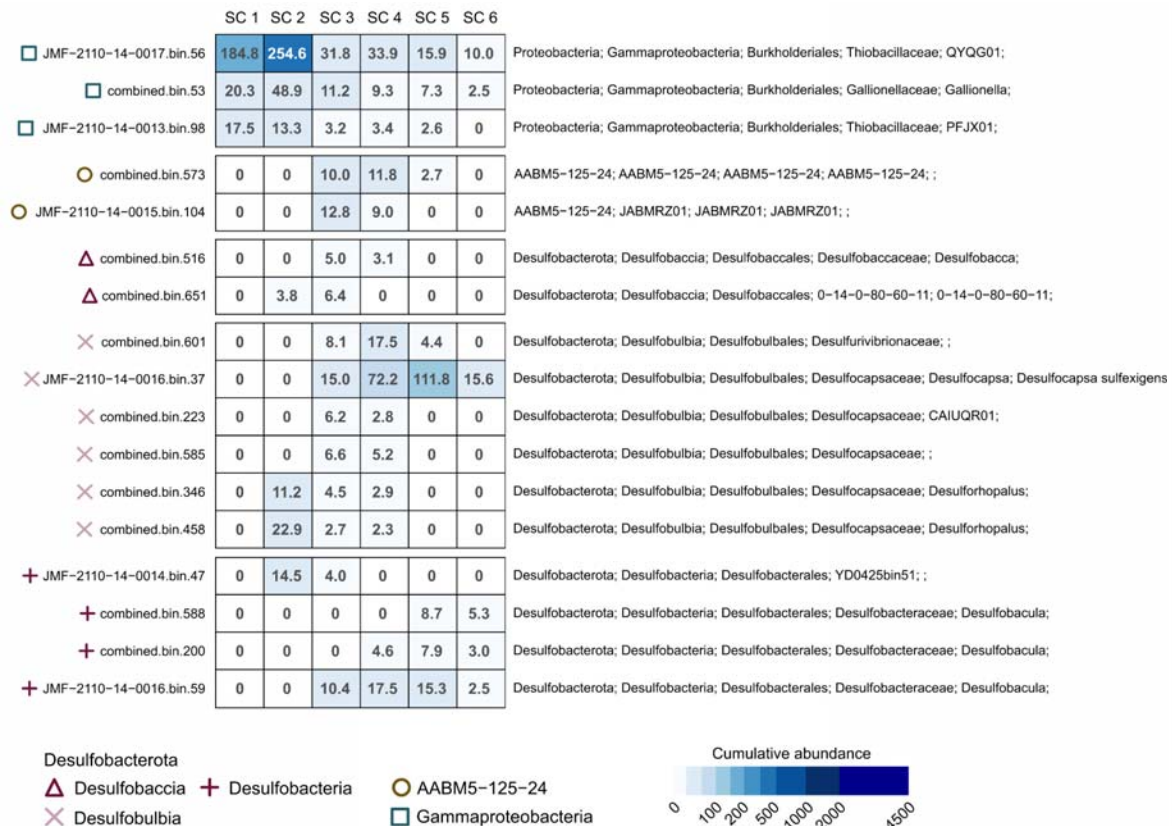 SC 1 SC 2 SC 3 SC 4 SC 5 SC 6
JMF-2110-14-0017.bin.56 184.8 254.6 31.8 33.9 15.9 10.0 Proteobacteria; Gammaproteobacteria; Burkholderiales; Thiobacillaceae; QYQG01;
combined.bin.53 20.3 48.9 11.2 9.3 7.3 2.5 Proteobacteria; Gammaproteobacteria; Burkholderiales; Gallionellaceae; Gallionella;
JMF-2110-14-0013.bin.98 17.5 13.3 3.2 3.4 2.6 0 Proteobacteria; Gammaproteobacteria; Burkholderiales; Thiobacillaceae; PFJX01;
combined.bin.573 0 0 10.0 11.8 2.7 0 AABM5-125-24; AABM5-125-24; AABM5-125-24; AABM5-125-24; ;
JMF-2110-14-0015.bin.104 0 0 12.8 9.0 0 0 AABM5-125-24; JABMRZ01; JABMRZ01; JABMRZ01; ;
combined.bin.516 0 0 5.0 3.1 0 0 Desulfobacterota; Desulfobaccia; Desulfobaccales; Desulfobaccaceae; Desulfobacca;
combined.bin.651 0 3.8 6.4 0 0 0 Desulfobacterota; Desulfobaccia; Desulfobaccales; 0-14-0-80-60-11; 0-14-0-80-60-11;
combined.bin.601 0 0 8.1 17.5 4.4 0 Desulfobacterota; Desulfobulbia; Desulfobulbales; Desulfurivibrionaceae; ;
JMF-2110-14-0016.bin.37 0 0 15.0 72.2 111.8 15.6 Desulfobacterota; Desulfobulbia; Desulfobulbales; Desulfocapsaceae; Desulfocapsa; Desulfocapsa sulfexigens
combined.bin.223 0 0 6.2 2.8 0 0 Desulfobacterota; Desulfobulbia; Desulfobulbales; Desulfocapsaceae; CAIUQR01;
combined.bin.585 0 0 6.6 5.2 0 0 Desulfobacterota; Desulfobulbia; Desulfobulbales; Desulfocapsaceae; ;
combined.bin.346 0 11.2 4.5 2.9 0 0 Desulfobacterota; Desulfobulbia; Desulfobulbales; Desulfocapsaceae; Desulforhopalus;
combined.bin.458 0 22.9 2.7 2.3 0 0 Desulfobacterota; Desulfobulbia; Desulfobulbales; Desulfocapsaceae; Desulforhopalus;
JMF-2110-14-0014.bin.47 0 14.5 4.0 0 0 0 Desulfobacterota; Desulfobacteria; Desulfobacterales; YD0425bin51; ;
combined.bin.588 0 0 0 0 8.7 5.3 Desulfobacterota; Desulfobacteria; Desulfobacterales; Desulfobacteraceae; Desulfobacula;
combined.bin.200 0 0 0 4.6 7.9 3.0 Desulfobacterota; Desulfobacteria; Desulfobacterales; Desulfobacteraceae; Desulfobacula;
JMF-2110-14-0016.bin.59 0 0 10.4 17.5 15.3 2.5 Desulfobacterota; Desulfobacteria; Desulfobacterales; Desulfobacteraceae; Desulfobacula;
Desulfobacterota
Desulfobaccia Desulfobacteria
Desulfobulbia
AABM5-125-24
Gammaproteobacteria
Cumulative abundance
0 100 200 500 1000 2000 4500